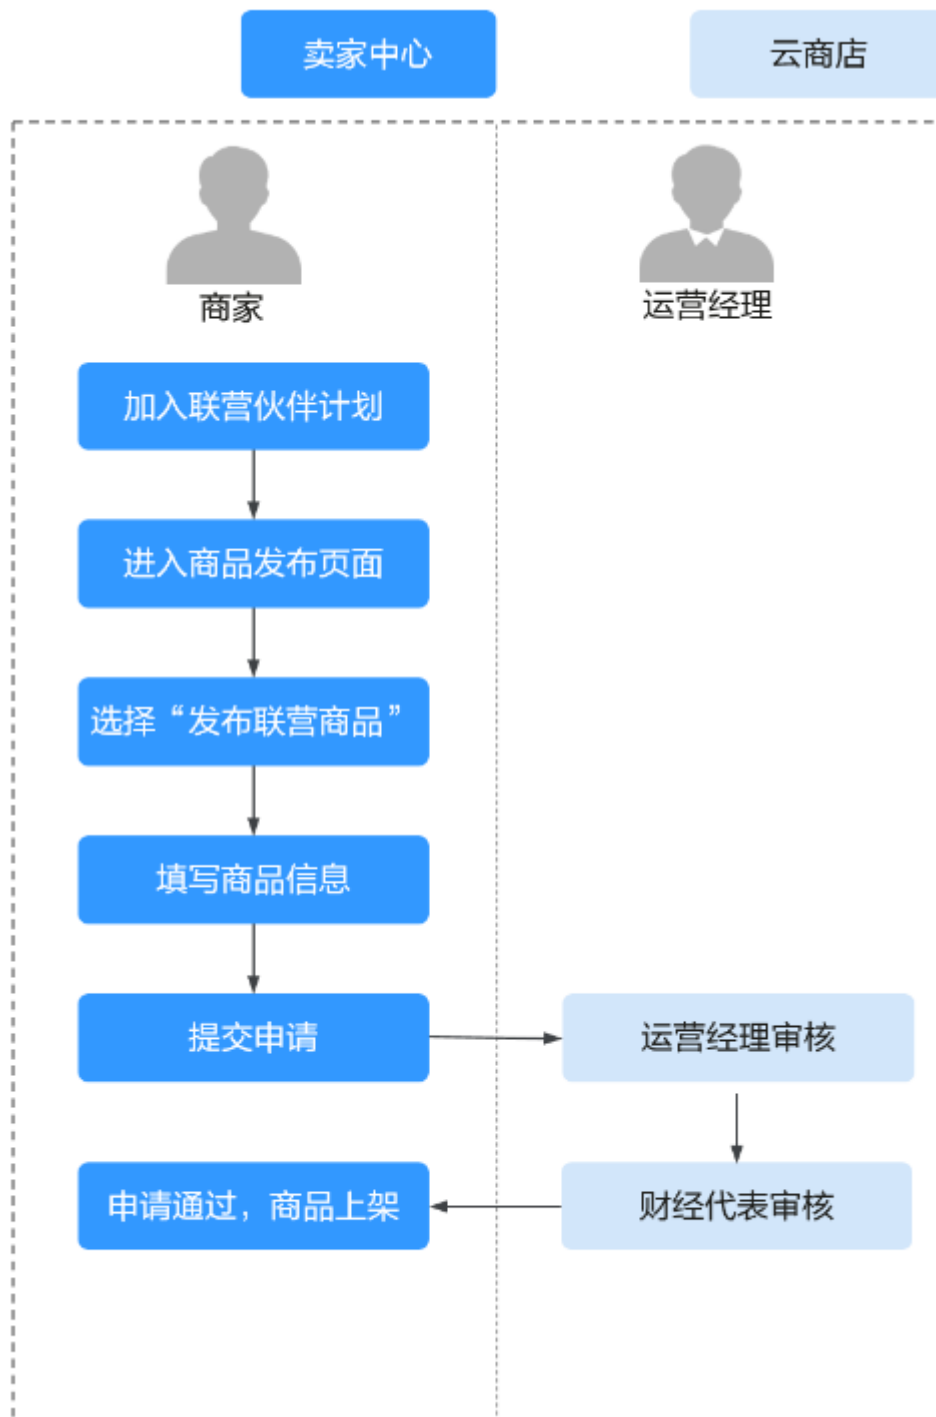 卖家中心
云商店
商家
运营经理
加入联营伙伴计划
进入商品发布页面
选择“发布联营商品”
填写商品信息
提交申请
运营经理审核
申请通过，商品上架
财经代表审核